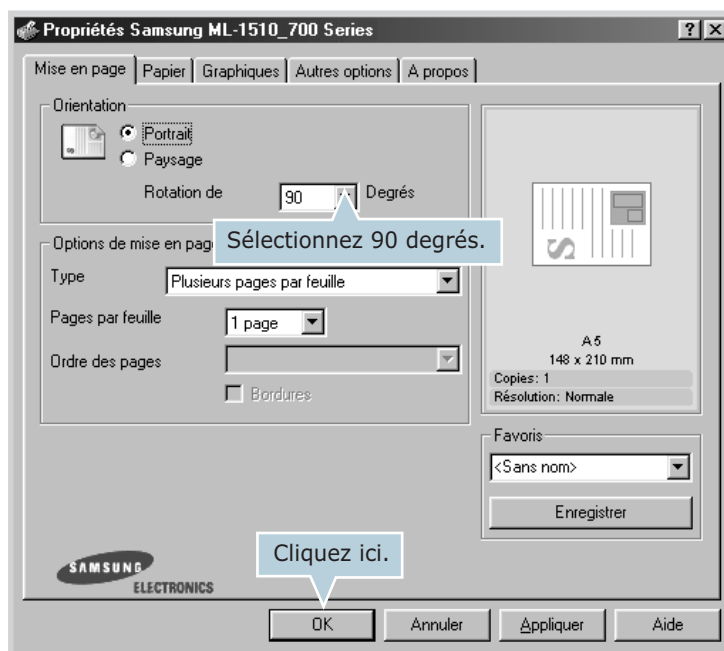 Propriétés Samsung ML-1510_700 Series
Mise en page Papier Graphiques Autres options A propos
Orientation
Portrait
Paysage
Rotation de 90 Degrés
Sélectionnez 90 degrés.
Options de mise en page
Type Plusieurs pages par feuille
Pages par feuille 1 page
Ordre des pages
Bordures
A5
148 x 210 mm
Copies: 1
Résolution: Normale
Favoris
<Sans nom>
Enregistrer
Cliquez ici.
SAMSUNG
ELECTRONICS
OK Annuler Appliquer Aide